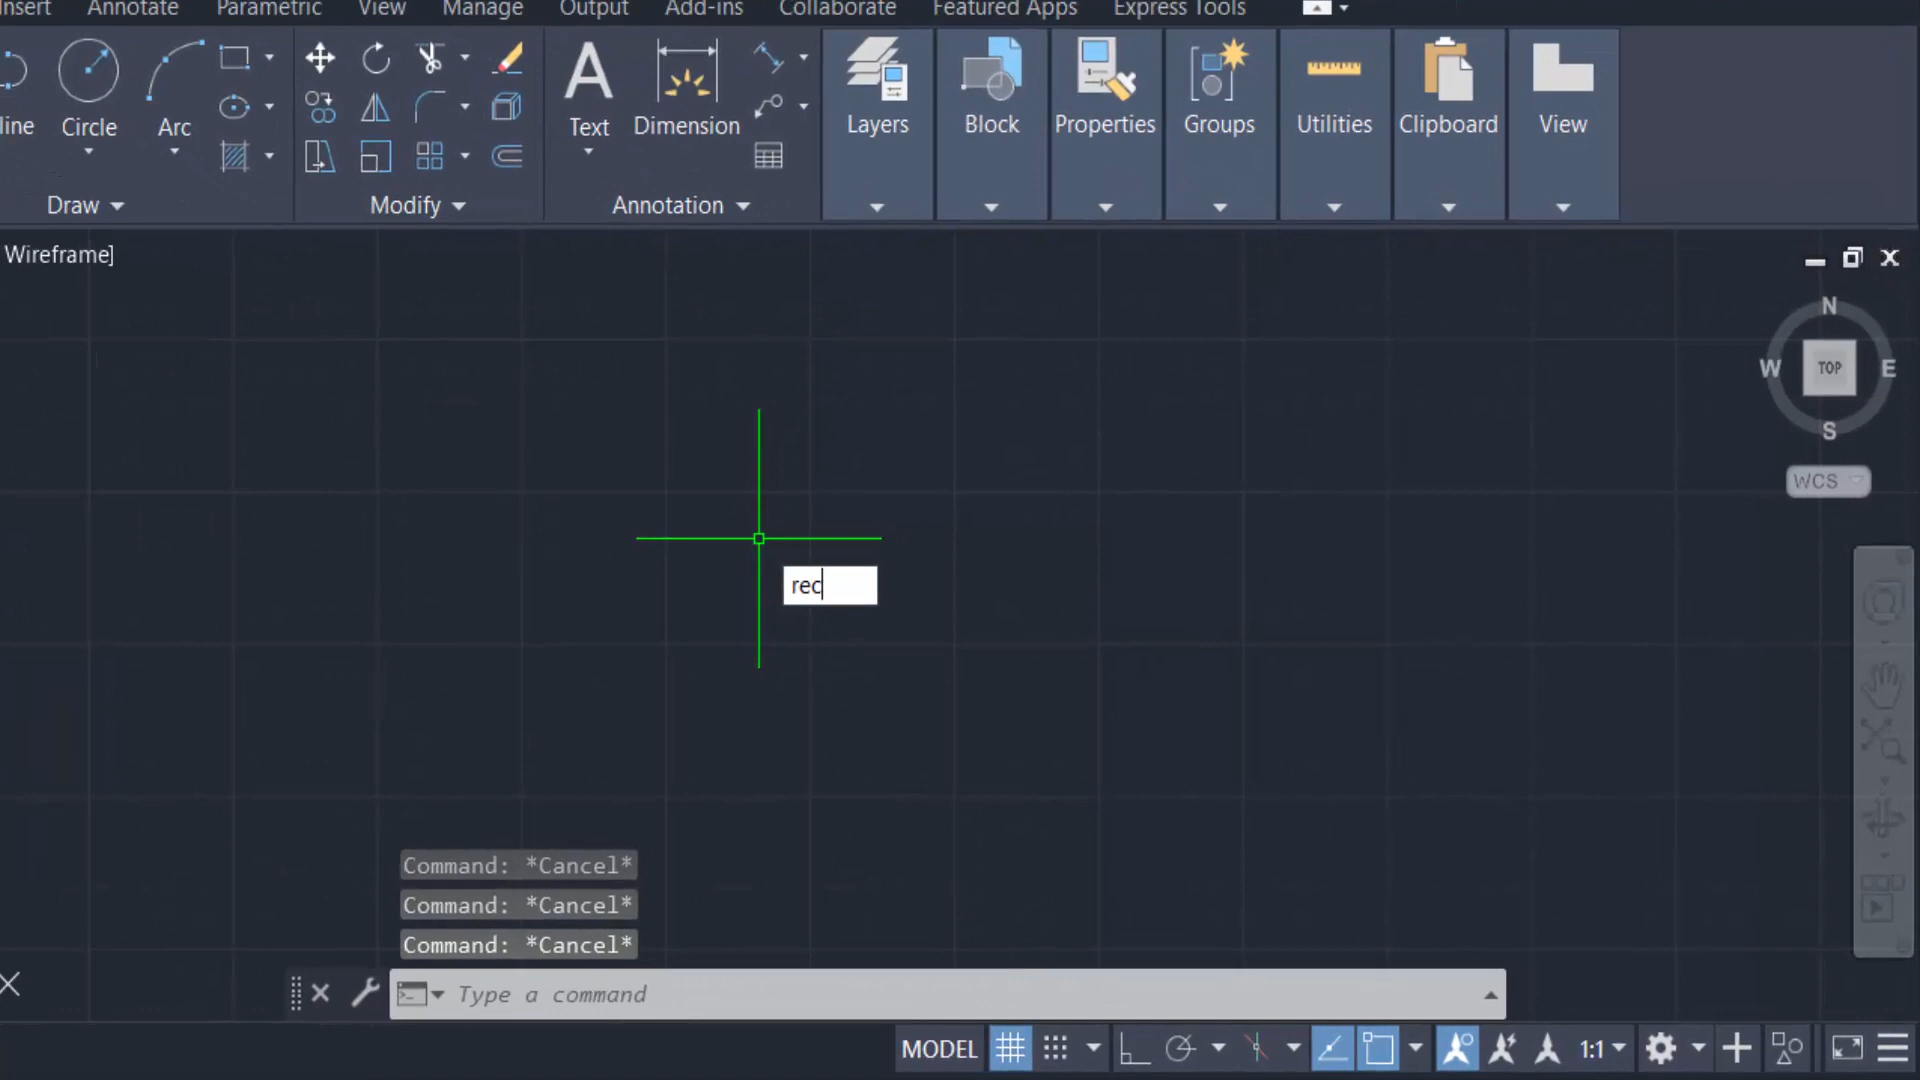 Insert Annotate Parametric View Manage Output Add-ins Collaborate Featured Apps Express Tools
line Circle Arc Text Dimension Layers Block Properties Groups Utilities Clipboard View
Draw Modify Annotation
Wireframe]
N
W TOP E
S
WCS
rec
Command: *Cancel*
Command: *Cancel*
Command: *Cancel*
Type a command
MODEL 1:1